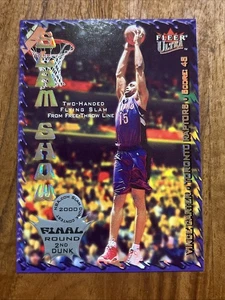 FLEER
ULTRA
SLAM SHOW
TWO-HANDED
FLYING SLAM
FROM FREE-THROW LINE
VINCE CARTER/TORONTO RAPTORS/SCORE: 48
2000
FINAL
ROUND
2ND
DUNK